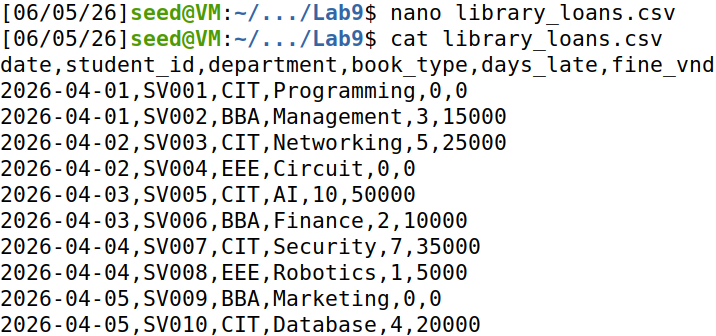 [06/05/26]seed@VM:~/.../Lab9$ nano library_loans.csv
[06/05/26]seed@VM:~/.../Lab9$ cat library_loans.csv
date,student_id,department,book_type,days_late,fine_vnd
2026-04-01,SV001,CIT,Programming,0,0
2026-04-01,SV002,BBA,Management,3,15000
2026-04-02,SV003,CIT,Networking,5,25000
2026-04-02,SV004,EEE,Circuit,0,0
2026-04-03,SV005,CIT,AI,10,50000
2026-04-03,SV006,BBA,Finance,2,10000
2026-04-04,SV007,CIT,Security,7,35000
2026-04-04,SV008,EEE,Robotics,1,5000
2026-04-05,SV009,BBA,Marketing,0,0
2026-04-05,SV010,CIT,Database,4,20000